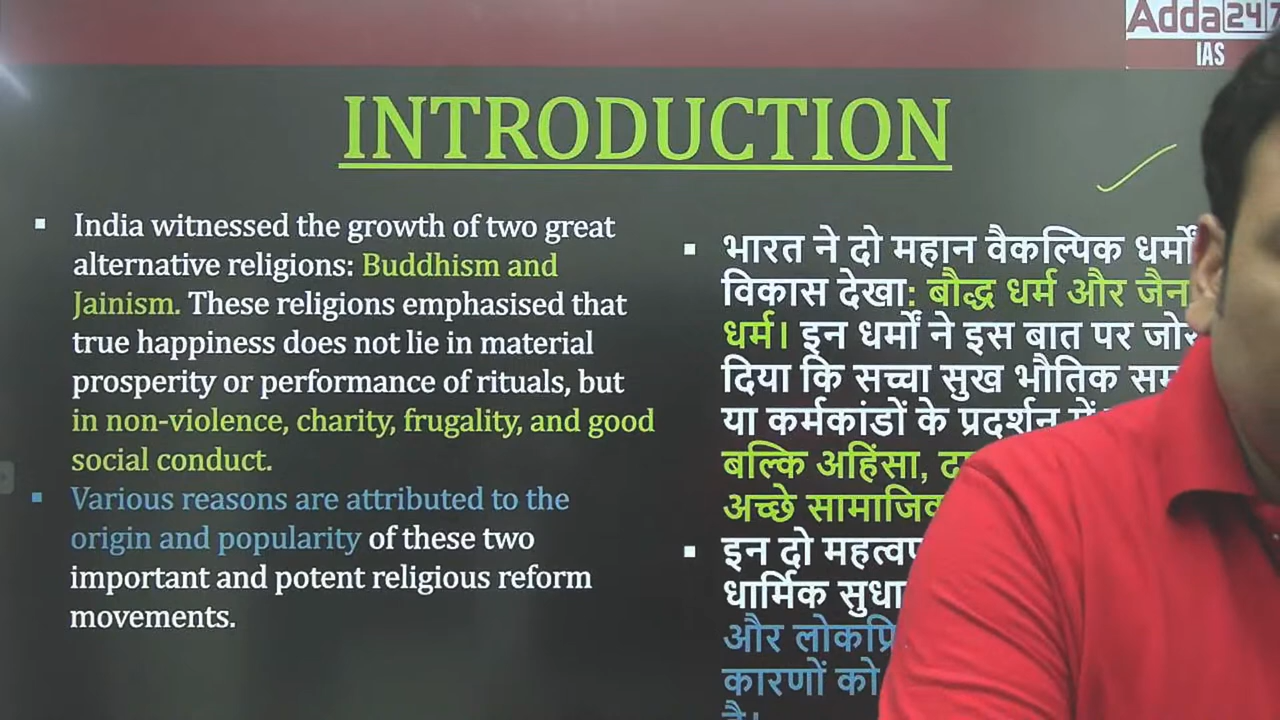 Adda247
IAS
INTRODUCTION
▪ India witnessed the growth of two great
alternative religions: Buddhism and
Jainism. These religions emphasised that
true happiness does not lie in material
prosperity or performance of rituals, but
in non-violence, charity, frugality, and good
social conduct.
▪ Various reasons are attributed to the
origin and popularity of these two
important and potent religious reform
movements.
▪ भारत ने दो महान वैकल्पिक धर्मों
विकास देखा: बौद्ध धर्म और जैन
धर्म। इन धर्मों ने इस बात पर जोर
दिया कि सच्चा सुख भौतिक
या कर्मकांडों के प्रदर्शन में
बल्कि अहिंसा,
अच्छे सामाजिक
▪ इन दो
धार्मिक
और
कारणों को
है।